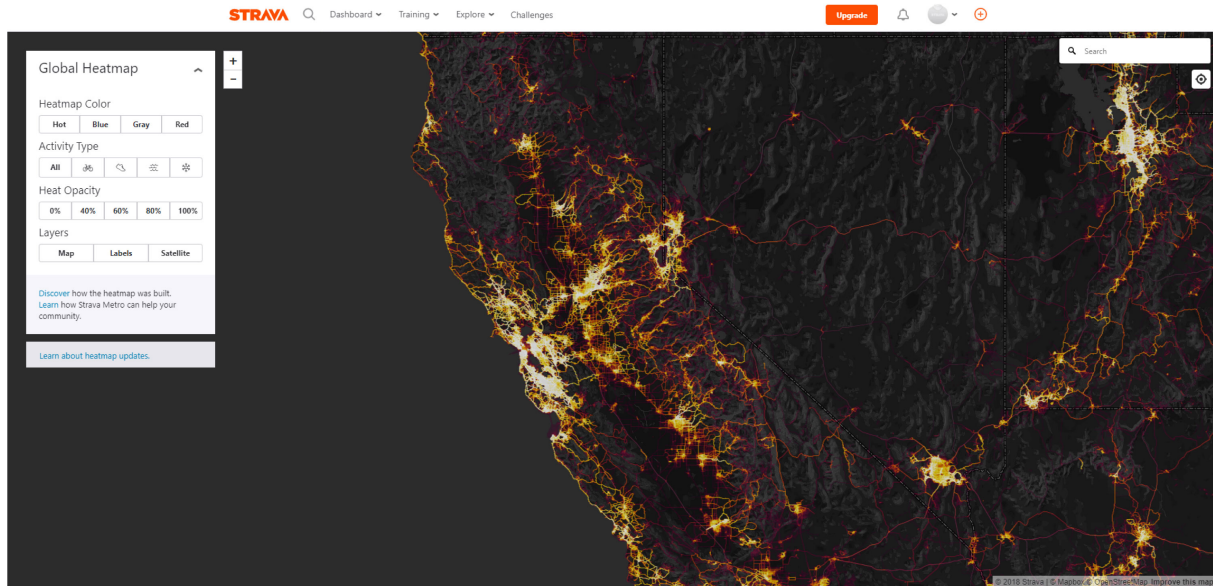 STRAVA Dashboard Training Explore Challenges Upgrade
Global Heatmap
+
−
Search
Heatmap Color
Hot Blue Gray Red
Activity Type
All
Heat Opacity
0% 40% 60% 80% 100%
Layers
Map Labels Satellite
Discover how the heatmap was built.
Learn how Strava Metro can help your
community.
Learn about heatmap updates.
© 2018 Strava | © Mapbox © OpenStreetMap Improve this map